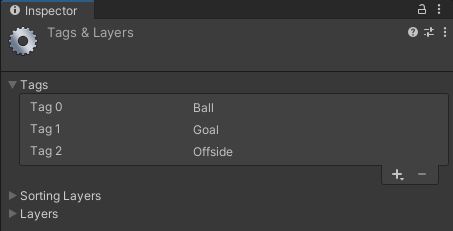 Inspector
Tags & Layers
Tags
Tag 0 Ball
Tag 1 Goal
Tag 2 Offside
Sorting Layers
Layers